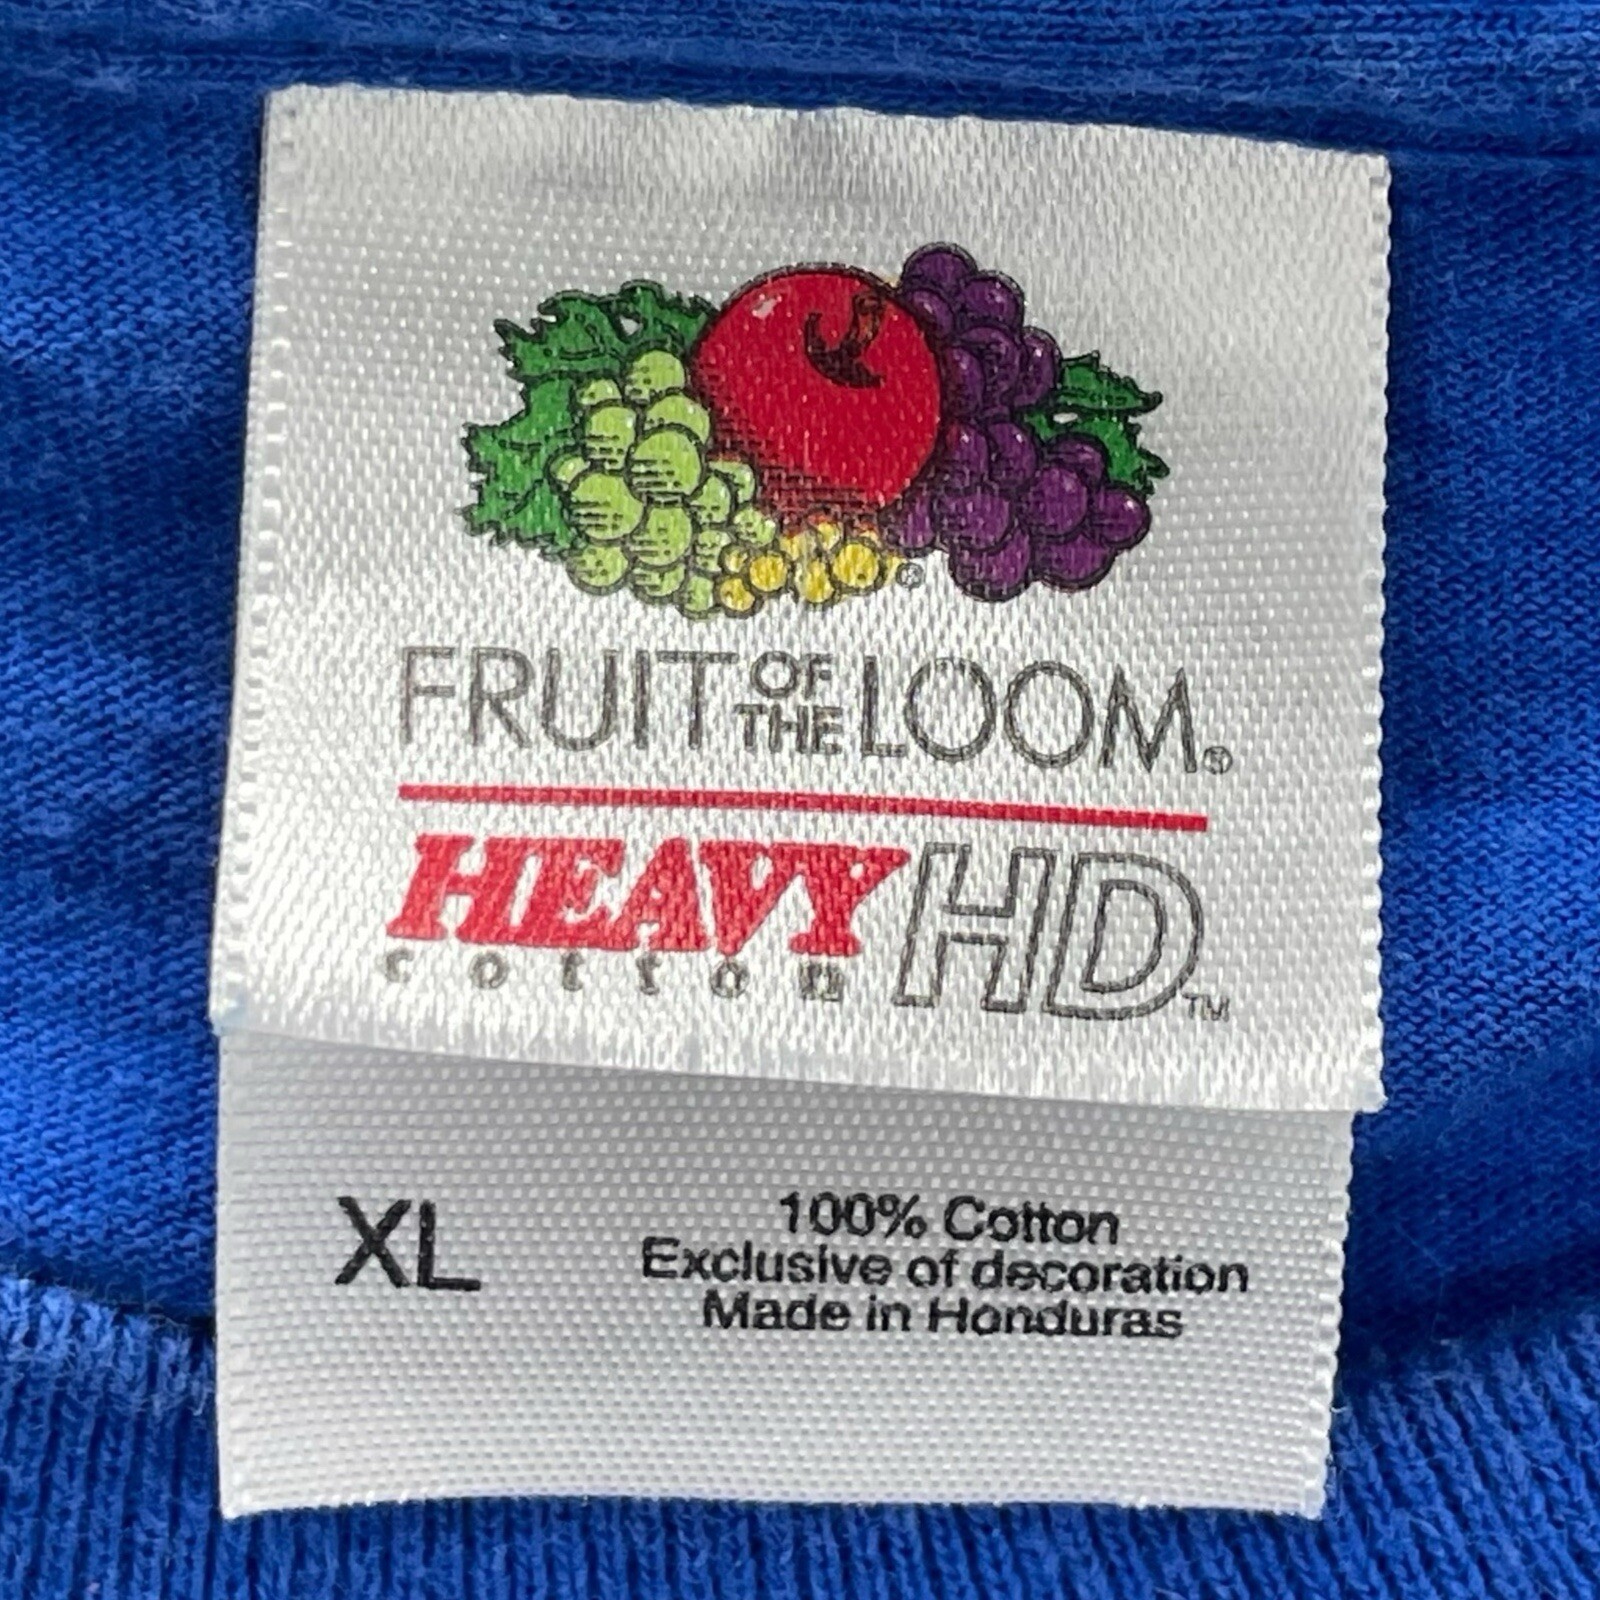 ®
FRUIT OF THE LOOM®
HEAVY HD™
cotton
XL
100% Cotton
Exclusive of decoration
Made in Honduras